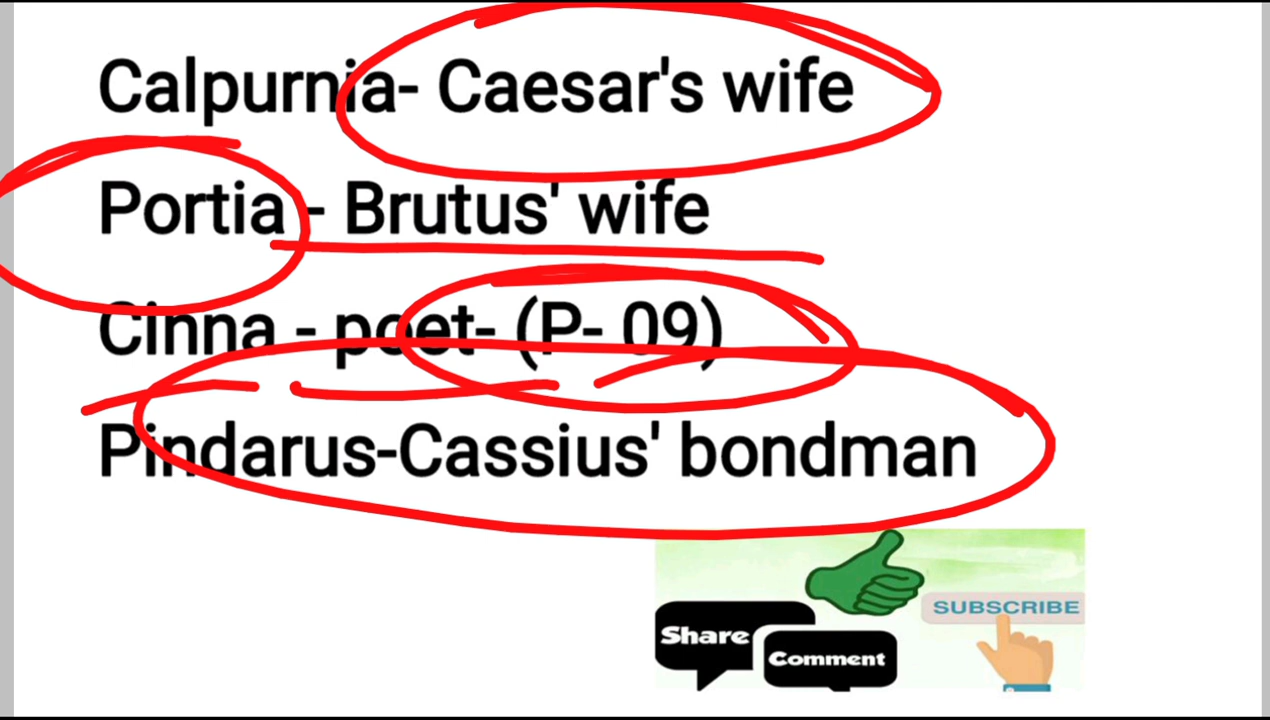 Calpurnia- Caesar's wife
Portia - Brutus' wife
Cinna - poet- (P- 09)
Pindarus-Cassius' bondman
SUBSCRIBE
Share
Comment